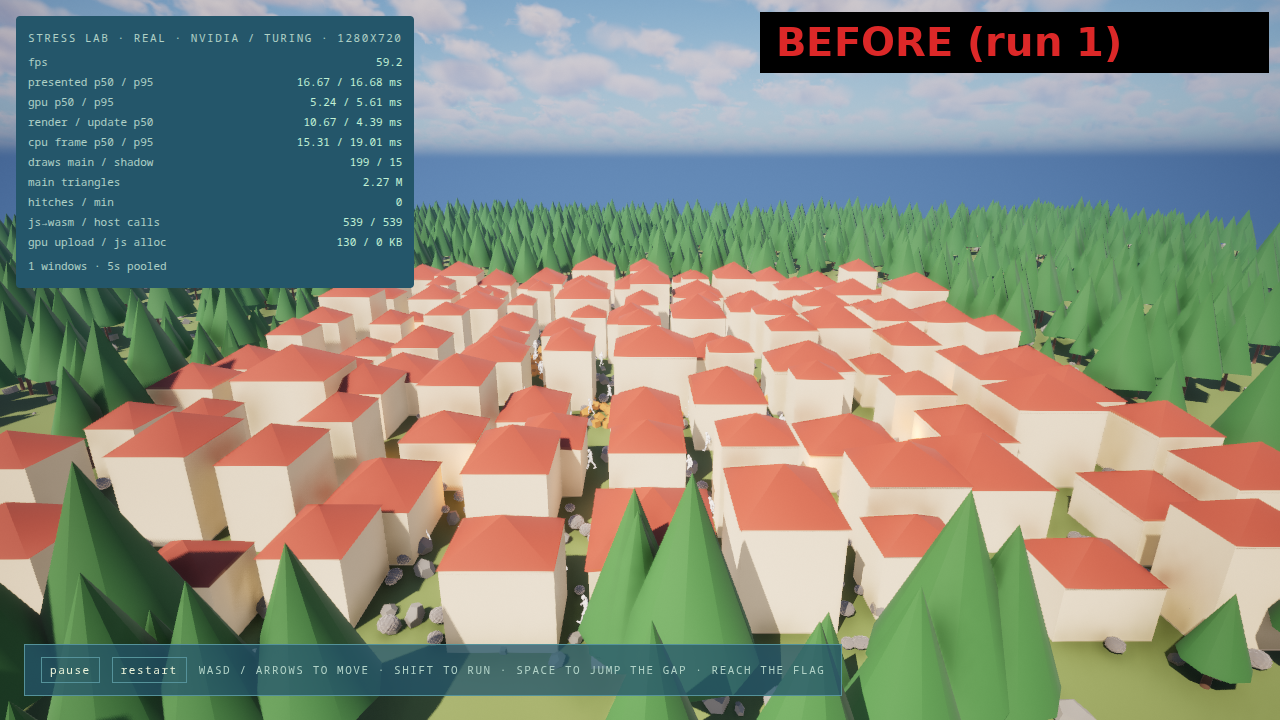 STRESS LAB · REAL · NVIDIA / TURING · 1280X720
fps 59.2
presented p50 / p95 16.67 / 16.68 ms
gpu p50 / p95 5.24 / 5.61 ms
render / update p50 10.67 / 4.39 ms
cpu frame p50 / p95 15.31 / 19.01 ms
draws main / shadow 199 / 15
main triangles 2.27 M
hitches / min 0
js→wasm / host calls 539 / 539
gpu upload / js alloc 130 / 0 KB
1 windows · 5s pooled
BEFORE (run 1)
pause restart WASD / ARROWS TO MOVE · SHIFT TO RUN · SPACE TO JUMP THE GAP · REACH THE FLAG